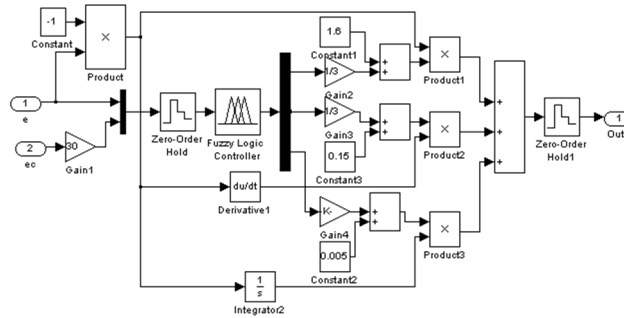 -1
Constant
×
Product
1
e
2
ec
30
Gain1
Zero-Order
Hold
Fuzzy Logic
Controller
1.6
Constant1
1/3
Gain2
1/3
Gain3
0.15
Constant3
du/dt
Derivative1
-K-
Gain4
0.005
Constant2
1
s
Integrator2
+
+
+
+
+
+
×
Product1
×
Product2
×
Product3
+
+
+
Zero-Order
Hold1
1
Out